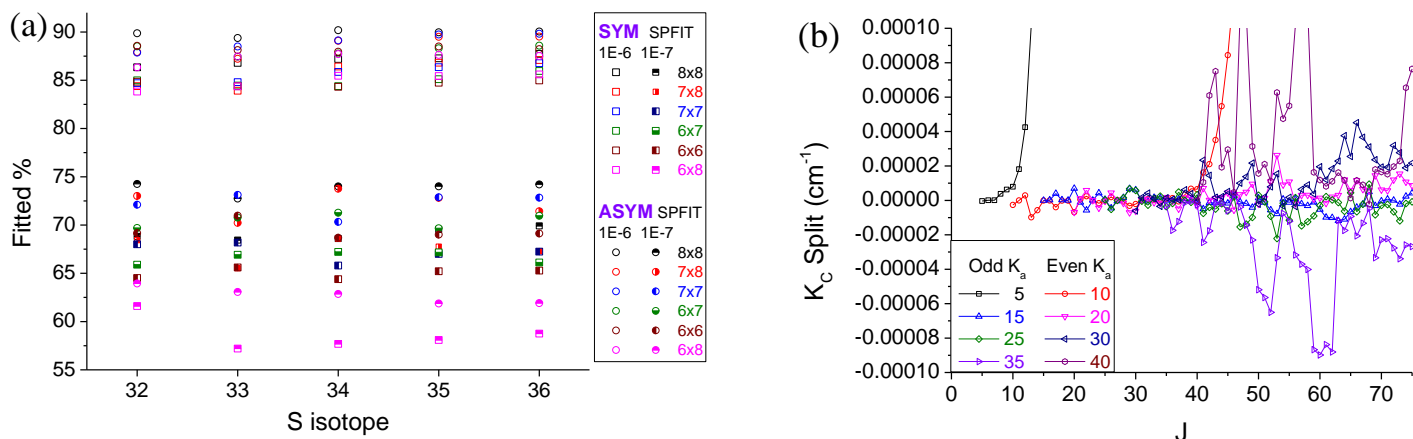 (a)
90
85
80
75
70
65
60
55
Fitted %
32 33 34 35 36
S isotope
SYM SPFIT
1E-6 1E-7
8x8
7x8
7x7
6x7
6x6
6x8
ASYM SPFIT
1E-6 1E-7
8x8
7x8
7x7
6x7
6x6
6x8
(b)
0.00010
0.00008
0.00006
0.00004
0.00002
0.00000
-0.00002
-0.00004
-0.00006
-0.00008
-0.00010
K_C Split (cm⁻¹)
Odd K_a Even K_a
5 10
15 20
25 30
35 40
0 10 20 30 40 50 60 70
J